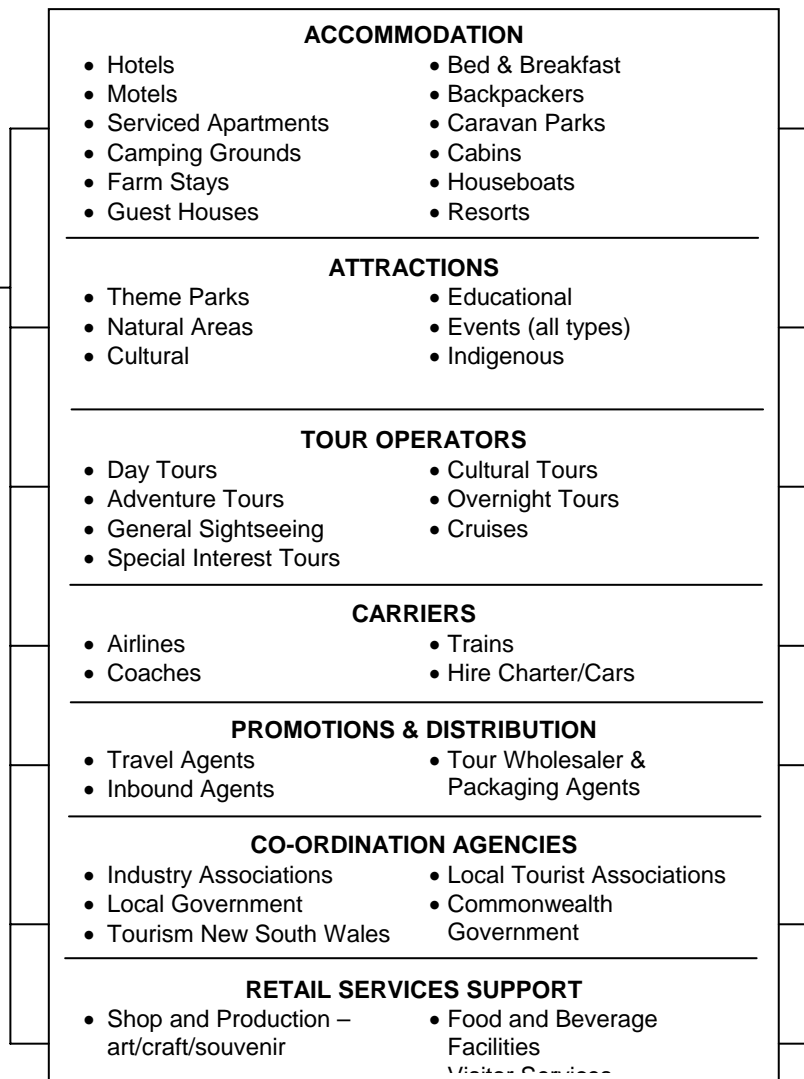 ACCOMMODATION
• Hotels
• Motels
• Serviced Apartments
• Camping Grounds
• Farm Stays
• Guest Houses
• Bed & Breakfast
• Backpackers
• Caravan Parks
• Cabins
• Houseboats
• Resorts
ATTRACTIONS
• Theme Parks
• Natural Areas
• Cultural
• Educational
• Events (all types)
• Indigenous
TOUR OPERATORS
• Day Tours
• Adventure Tours
• General Sightseeing
• Special Interest Tours
• Cultural Tours
• Overnight Tours
• Cruises
CARRIERS
• Airlines
• Coaches
• Trains
• Hire Charter/Cars
PROMOTIONS & DISTRIBUTION
• Travel Agents
• Inbound Agents
• Tour Wholesaler &
Packaging Agents
CO-ORDINATION AGENCIES
• Industry Associations
• Local Government
• Tourism New South Wales
• Local Tourist Associations
• Commonwealth
Government
RETAIL SERVICES SUPPORT
• Shop and Production –
art/craft/souvenir
• Food and Beverage
Facilities
Visitor Services